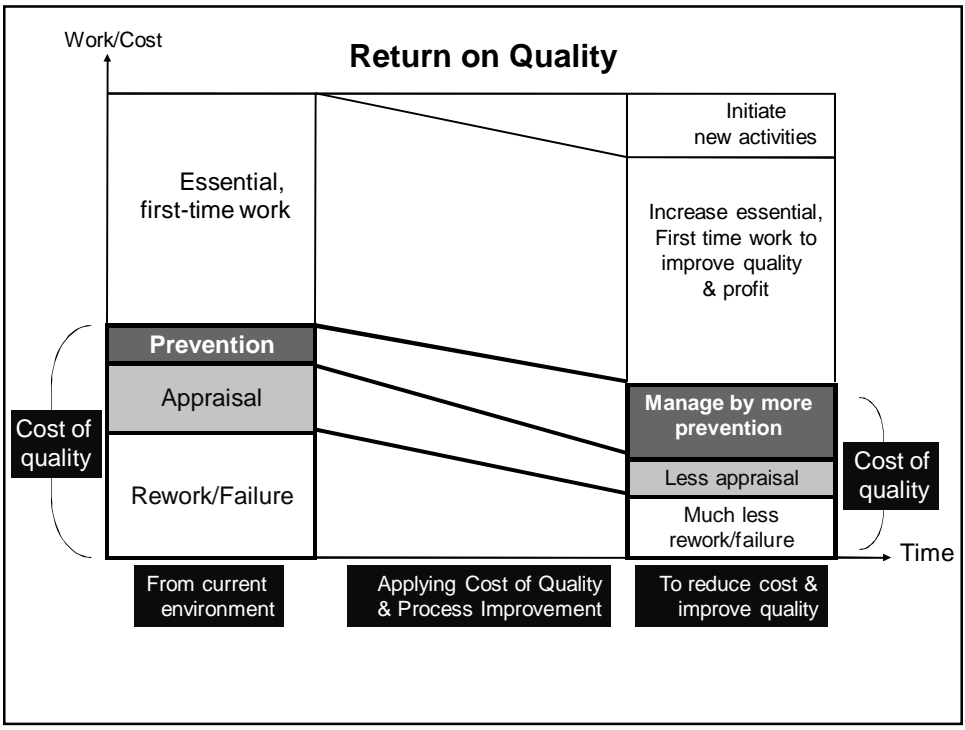 Work/Cost
Return on Quality
Essential,
first-time work
Prevention
Appraisal
Rework/Failure
Cost of
quality
Initiate
new activities
Increase essential,
First time work to
improve quality
& profit
Manage by more
prevention
Less appraisal
Much less
rework/failure
Cost of
quality
Time
From current
environment
Applying Cost of Quality
& Process Improvement
To reduce cost &
improve quality